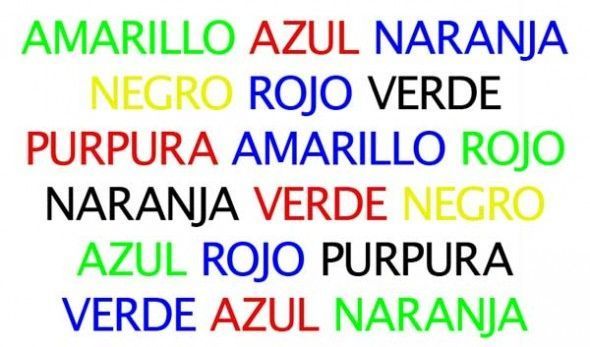 AMARILLO AZUL NARANJA
NEGRO ROJO VERDE
PURPURA AMARILLO ROJO
NARANJA VERDE NEGRO
AZUL ROJO PURPURA
VERDE AZUL NARANJA